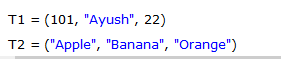 T1 = (101, "Ayush", 22)
T2 = ("Apple", "Banana", "Orange")